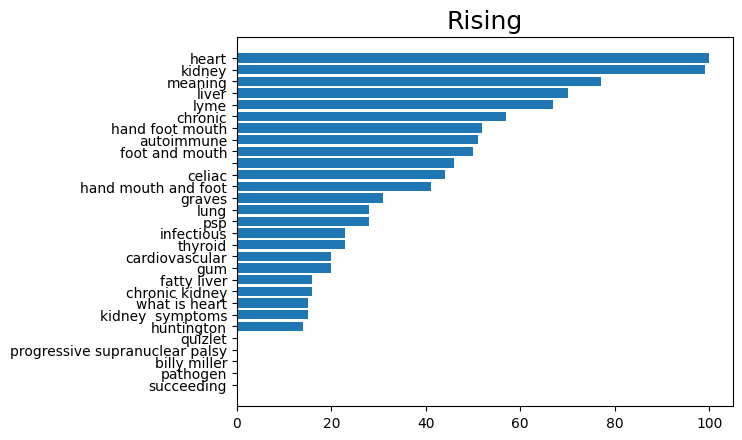 Rising
heart
kidney
meaning
liver
lyme
chronic
hand foot mouth
autoimmune
foot and mouth
celiac
hand mouth and foot
graves
lung
psp
infectious
thyroid
cardiovascular
gum
fatty liver
chronic kidney
what is heart
kidney  symptoms
huntington
quizlet
progressive supranuclear palsy
billy miller
pathogen
succeeding
0 20 40 60 80 100